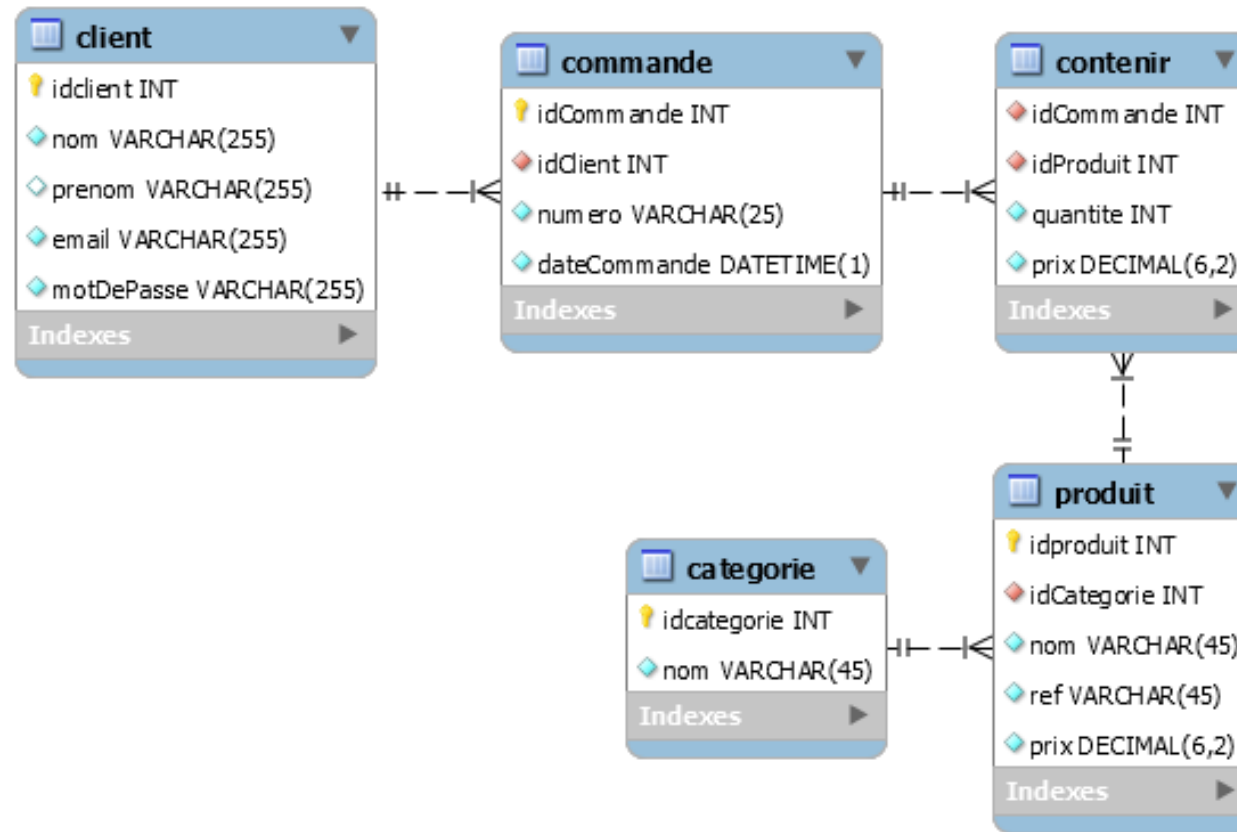 client
idclient INT
nom VARCHAR(255)
prenom VARCHAR(255)
email VARCHAR(255)
motDePasse VARCHAR(255)
Indexes
commande
idCommande INT
idClient INT
numero VARCHAR(25)
dateCommande DATETIME(1)
Indexes
contenir
idCommande INT
idProduit INT
quantite INT
prix DECIMAL(6,2)
Indexes
categorie
idcategorie INT
nom VARCHAR(45)
Indexes
produit
idproduit INT
idCategorie INT
nom VARCHAR(45)
ref VARCHAR(45)
prix DECIMAL(6,2)
Indexes